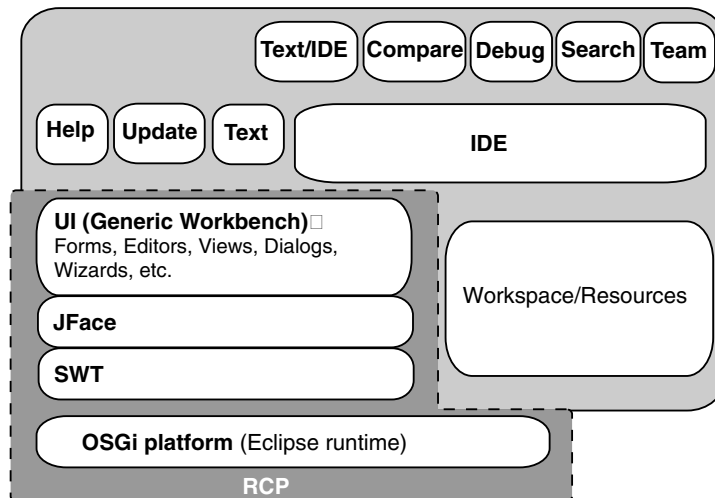 Text/IDE Compare Debug Search Team
Help Update Text IDE
UI (Generic Workbench)□
Forms, Editors, Views, Dialogs,
Wizards, etc.
Workspace/Resources
JFace
SWT
OSGi platform (Eclipse runtime)
RCP